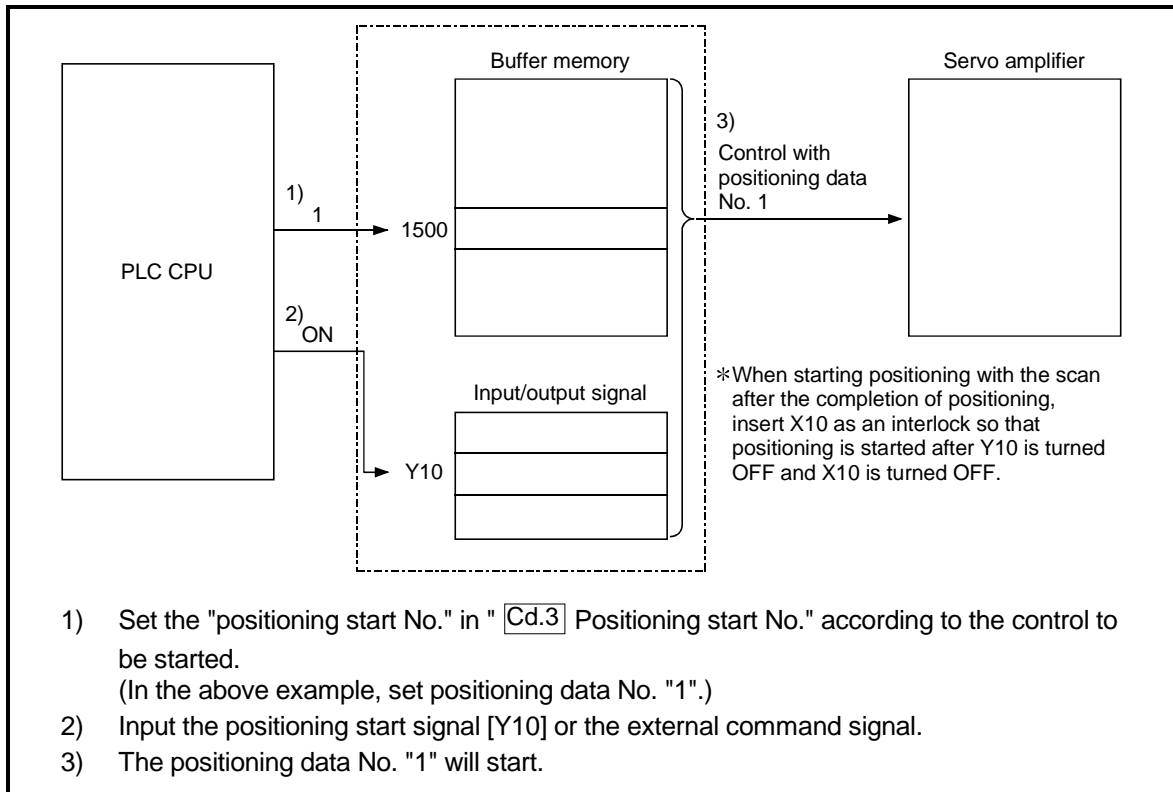 Buffer memory
Servo amplifier
3)
Control with
positioning data
No. 1
1)
1
1500
PLC CPU
2)
ON
Input/output signal
Y10
*When starting positioning with the scan
after the completion of positioning,
insert X10 as an interlock so that
positioning is started after Y10 is turned
OFF and X10 is turned OFF.
1) Set the "positioning start No." in " Cd.3 Positioning start No." according to the control to
be started.
(In the above example, set positioning data No. "1".)
2) Input the positioning start signal [Y10] or the external command signal.
3) The positioning data No. "1" will start.